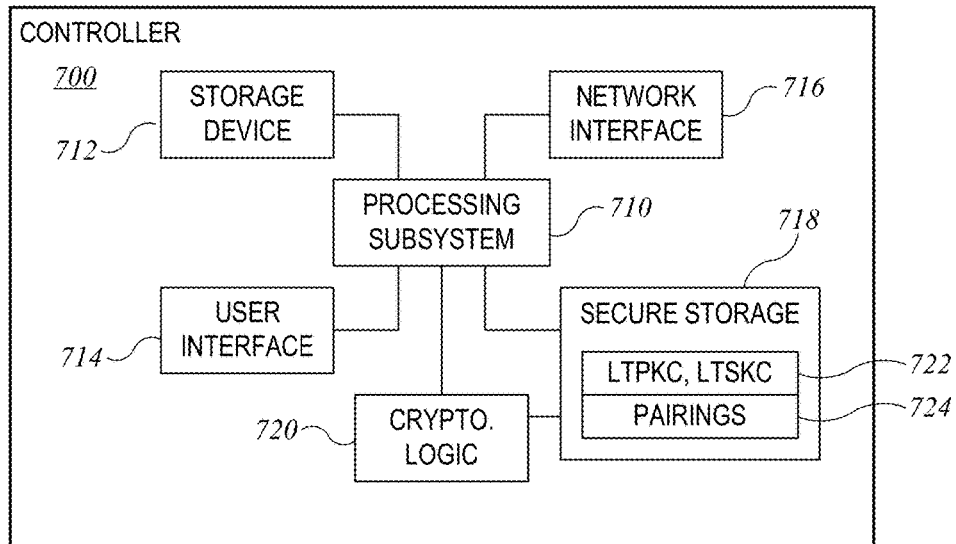 CONTROLLER
700
STORAGE
DEVICE
712
NETWORK
INTERFACE
716
PROCESSING
SUBSYSTEM
710
718
USER
INTERFACE
714
SECURE STORAGE
LTPKC, LTSKC
722
PAIRINGS
724
CRYPTO.
LOGIC
720